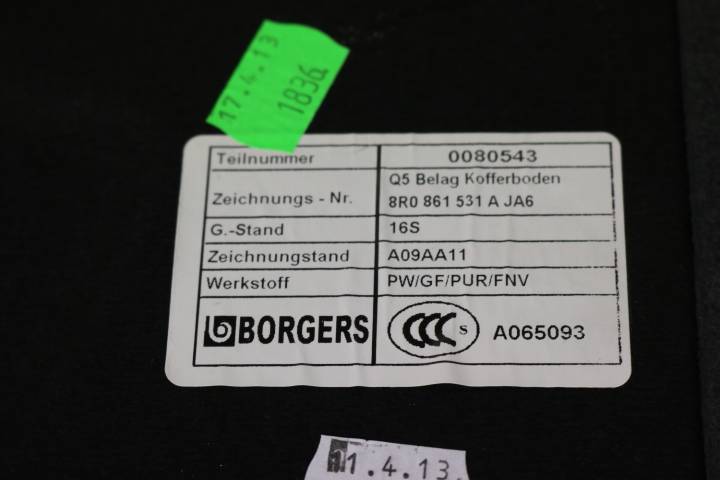 17.4.13
1836
Teilnummer 0080543
Zeichnungs - Nr. Q5 Belag Kofferboden
8R0 861 531 A JA6
G.-Stand 16S
Zeichnungstand A09AA11
Werkstoff PW/GF/PUR/FNV
BORGERS CCC S A065093
11.4.13.